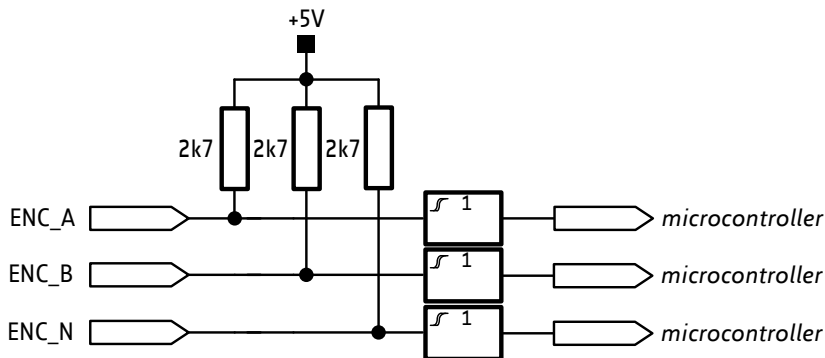 +5V
2k7 2k7 2k7
ENC_A 1 microcontroller
ENC_B 1 microcontroller
ENC_N 1 microcontroller